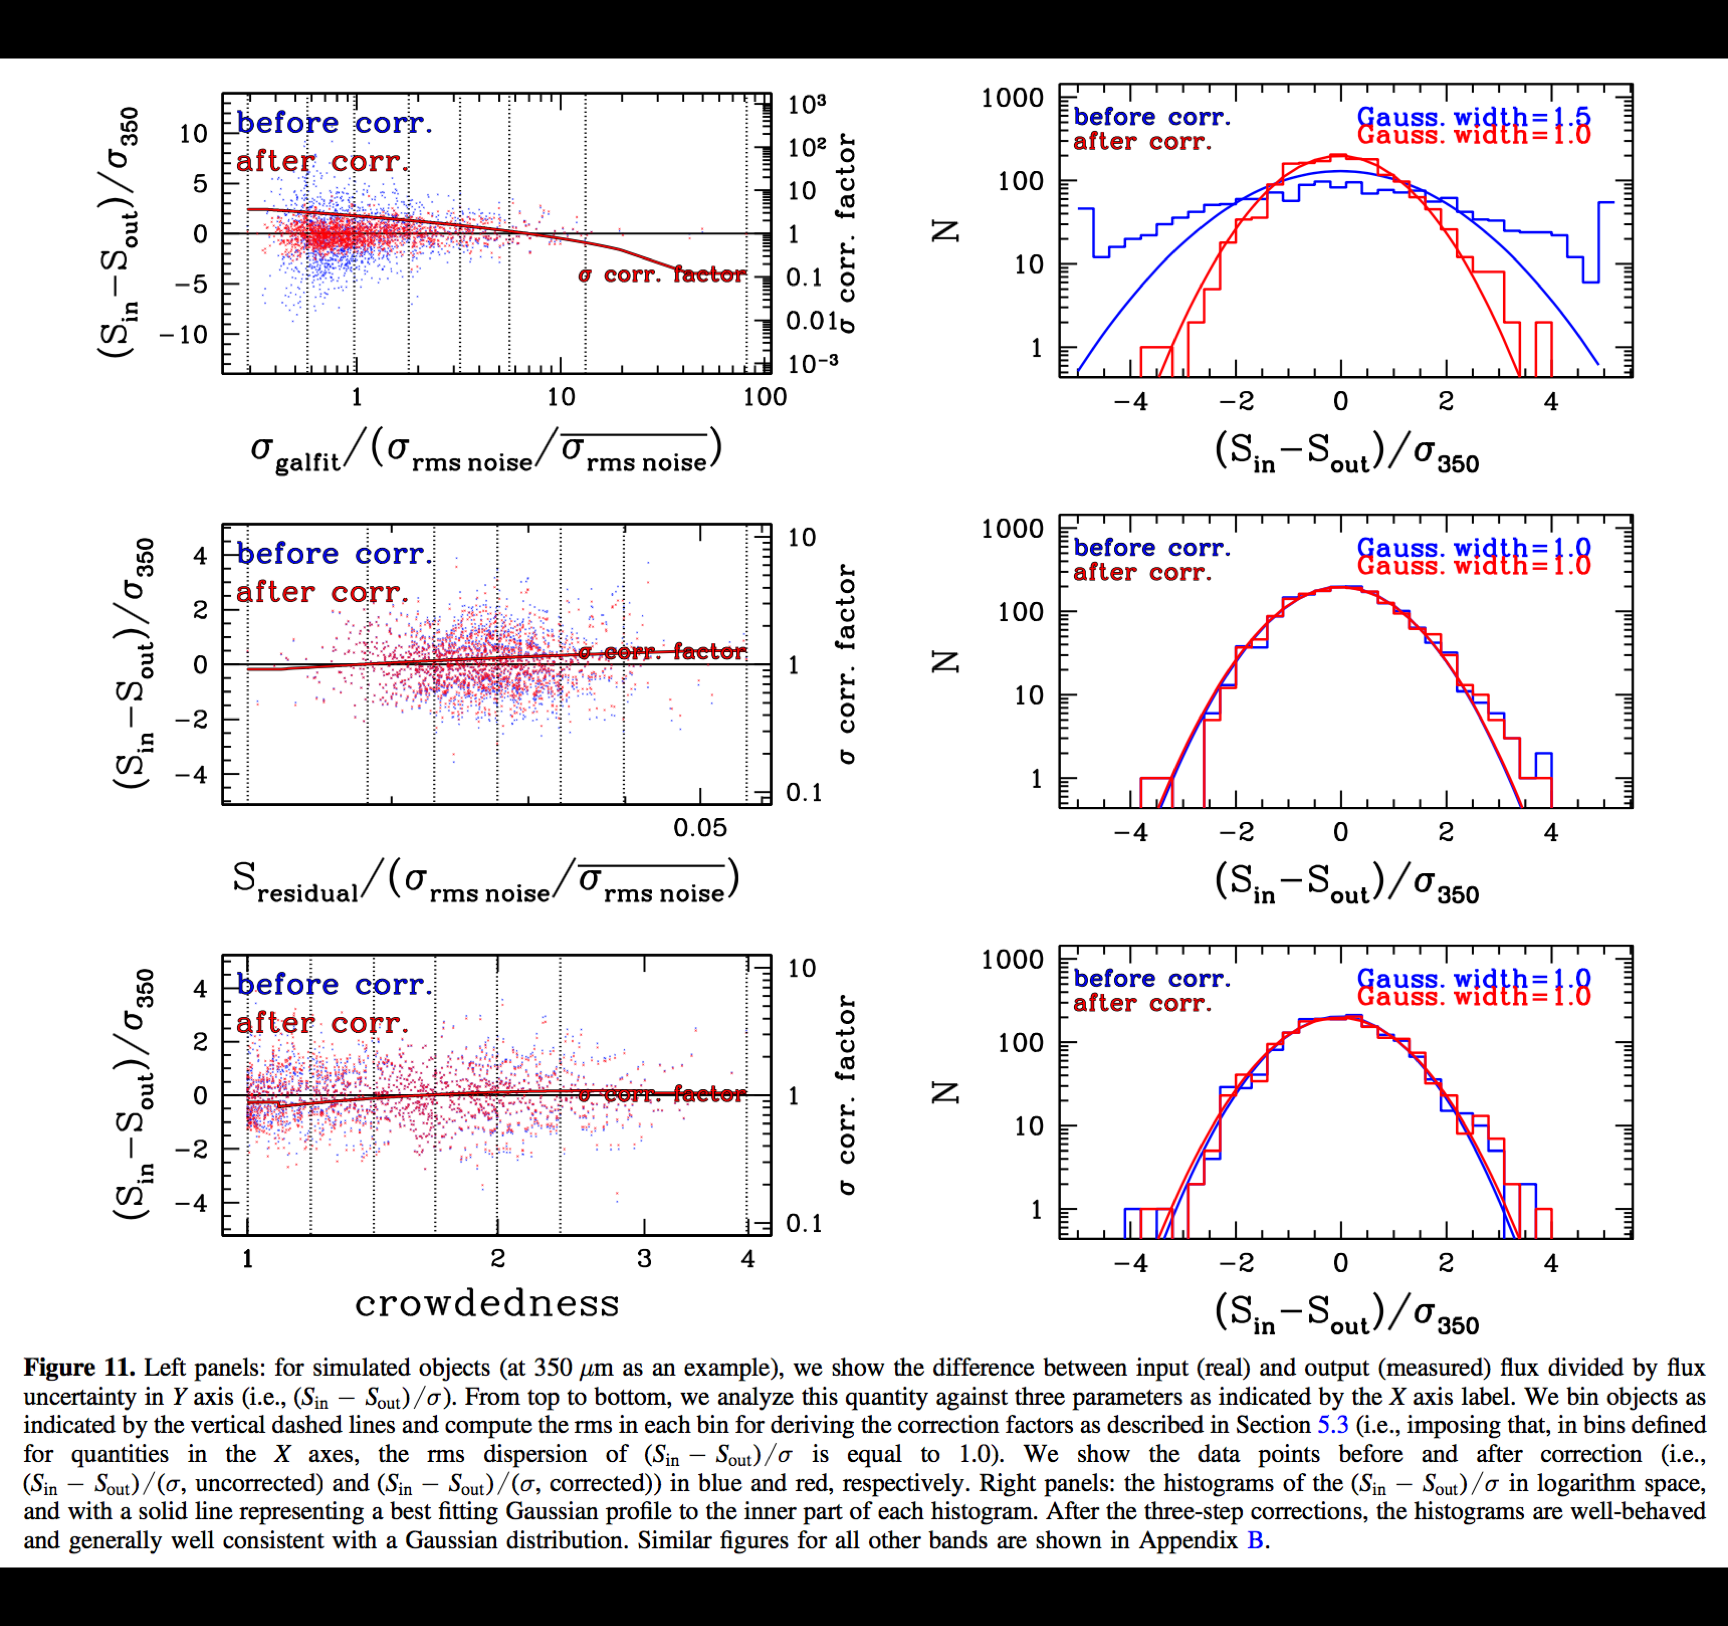 before corr.
after corr.
σ corr. factor
(S_in−S_out)/σ_350
10
5
0
−5
−10
10³
10²
10
1
0.1
0.01
10⁻³
σ corr. factor
1
10
100
σ_galfit/(σ_rms noise/σ_rms noise)
before corr.
after corr.
Gauss. width=1.5
Gauss. width=1.0
N
1000
100
10
1
−4
−2
0
2
4
(S_in−S_out)/σ_350
before corr.
after corr.
σ corr. factor
(S_in−S_out)/σ_350
4
2
0
−2
−4
10
1
0.1
σ corr. factor
0.05
S_residual/(σ_rms noise/σ_rms noise)
before corr.
after corr.
Gauss. width=1.0
Gauss. width=1.0
N
1000
100
10
1
−4
−2
0
2
4
(S_in−S_out)/σ_350
before corr.
after corr.
σ corr. factor
(S_in−S_out)/σ_350
4
2
0
−2
−4
10
1
0.1
σ corr. factor
1
2
3
4
crowdedness
before corr.
after corr.
Gauss. width=1.0
Gauss. width=1.0
N
1000
100
10
1
−4
−2
0
2
4
(S_in−S_out)/σ_350
Figure 11. Left panels: for simulated objects (at 350 μm as an example), we show the difference between input (real) and output (measured) flux divided by flux
uncertainty in Y axis (i.e., (S_in − S_out)/σ). From top to bottom, we analyze this quantity against three parameters as indicated by the X axis label. We bin objects as
indicated by the vertical dashed lines and compute the rms in each bin for deriving the correction factors as described in Section 5.3 (i.e., imposing that, in bins defined
for quantities in the X axes, the rms dispersion of (S_in − S_out)/σ is equal to 1.0). We show the data points before and after correction (i.e.,
(S_in − S_out)/(σ, uncorrected) and (S_in − S_out)/(σ, corrected)) in blue and red, respectively. Right panels: the histograms of the (S_in − S_out)/σ in logarithm space,
and with a solid line representing a best fitting Gaussian profile to the inner part of each histogram. After the three-step corrections, the histograms are well-behaved
and generally well consistent with a Gaussian distribution. Similar figures for all other bands are shown in Appendix B.